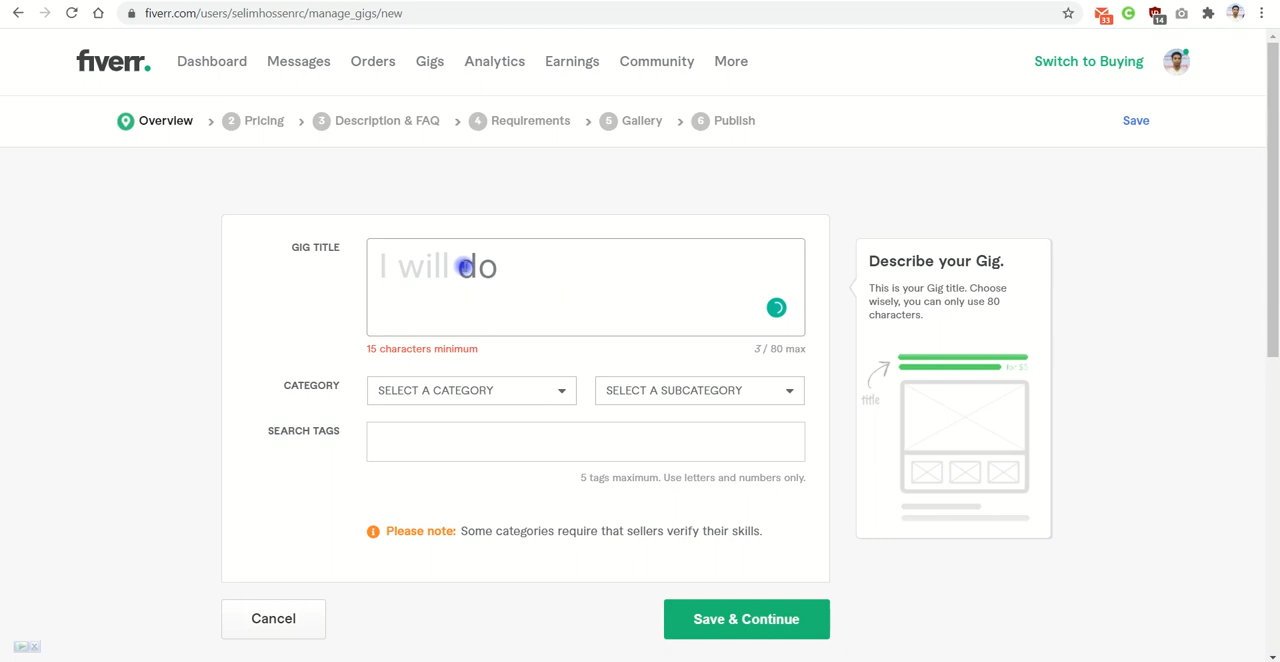 fiverr.com/users/selimhossenrc/manage_gigs/new
33
14
fiverr.
Dashboard
Messages
Orders
Gigs
Analytics
Earnings
Community
More
Switch to Buying
Overview
2 Pricing
3 Description & FAQ
4 Requirements
5 Gallery
6 Publish
Save
GIG TITLE
I will do
15 characters minimum
3 / 80 max
CATEGORY
SELECT A CATEGORY
SELECT A SUBCATEGORY
SEARCH TAGS
5 tags maximum. Use letters and numbers only.
Please note: Some categories require that sellers verify their skills.
Describe your Gig.
This is your Gig title. Choose
wisely, you can only use 80
characters.
title
Cancel
Save & Continue